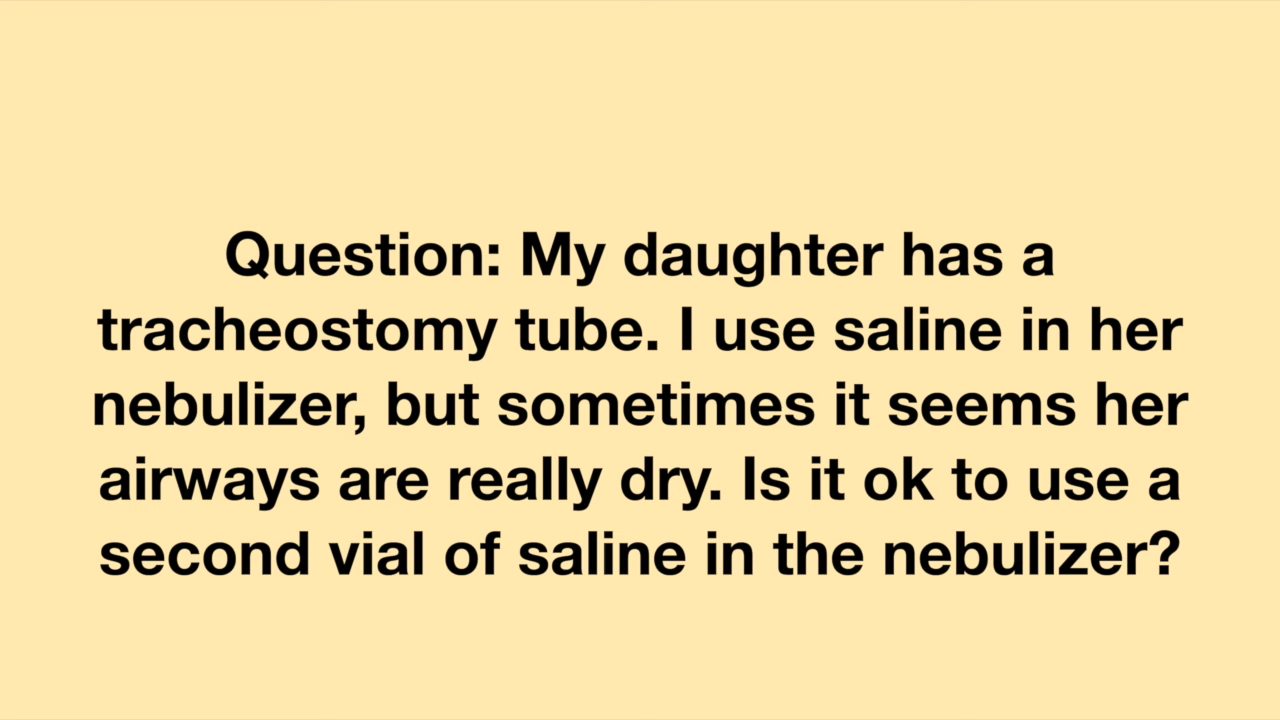 Question: My daughter has a
tracheostomy tube. I use saline in her
nebulizer, but sometimes it seems her
airways are really dry. Is it ok to use a
second vial of saline in the nebulizer?